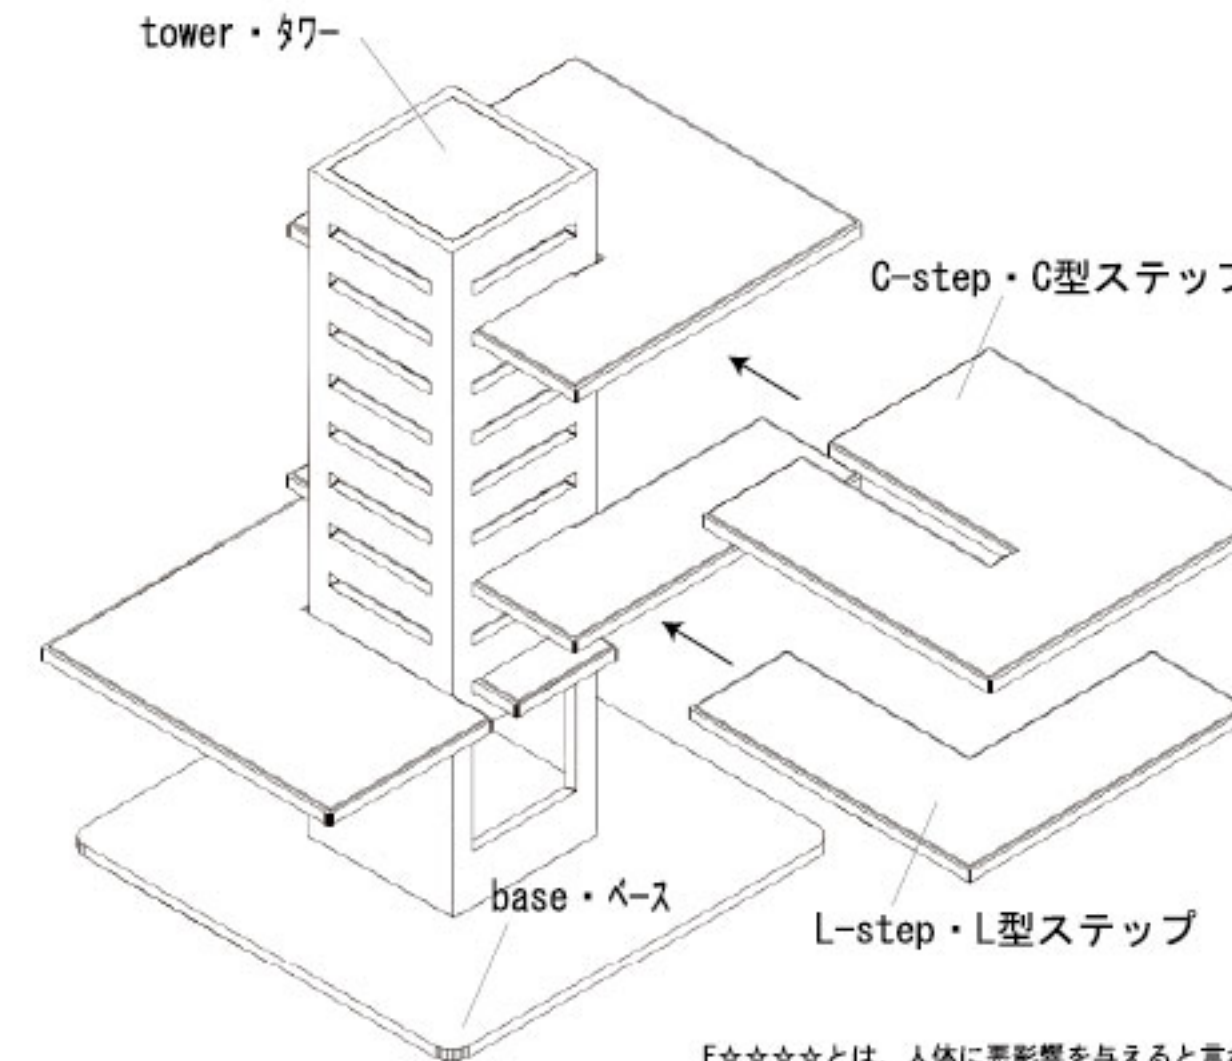 tower・タワー
C-step・C型ステップ
base・ベース
L-step・L型ステップ
F☆☆☆☆とは、人体に悪影響を与えると言